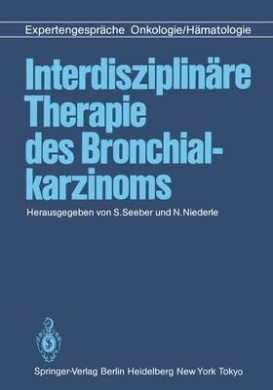 Expertengespräche Onkologie/Hämatologie
Interdisziplinäre
Therapie
des Bronchial-
karzinoms
Herausgegeben von S.Seeber und N.Niederle
Springer-Verlag Berlin Heidelberg New York Tokyo